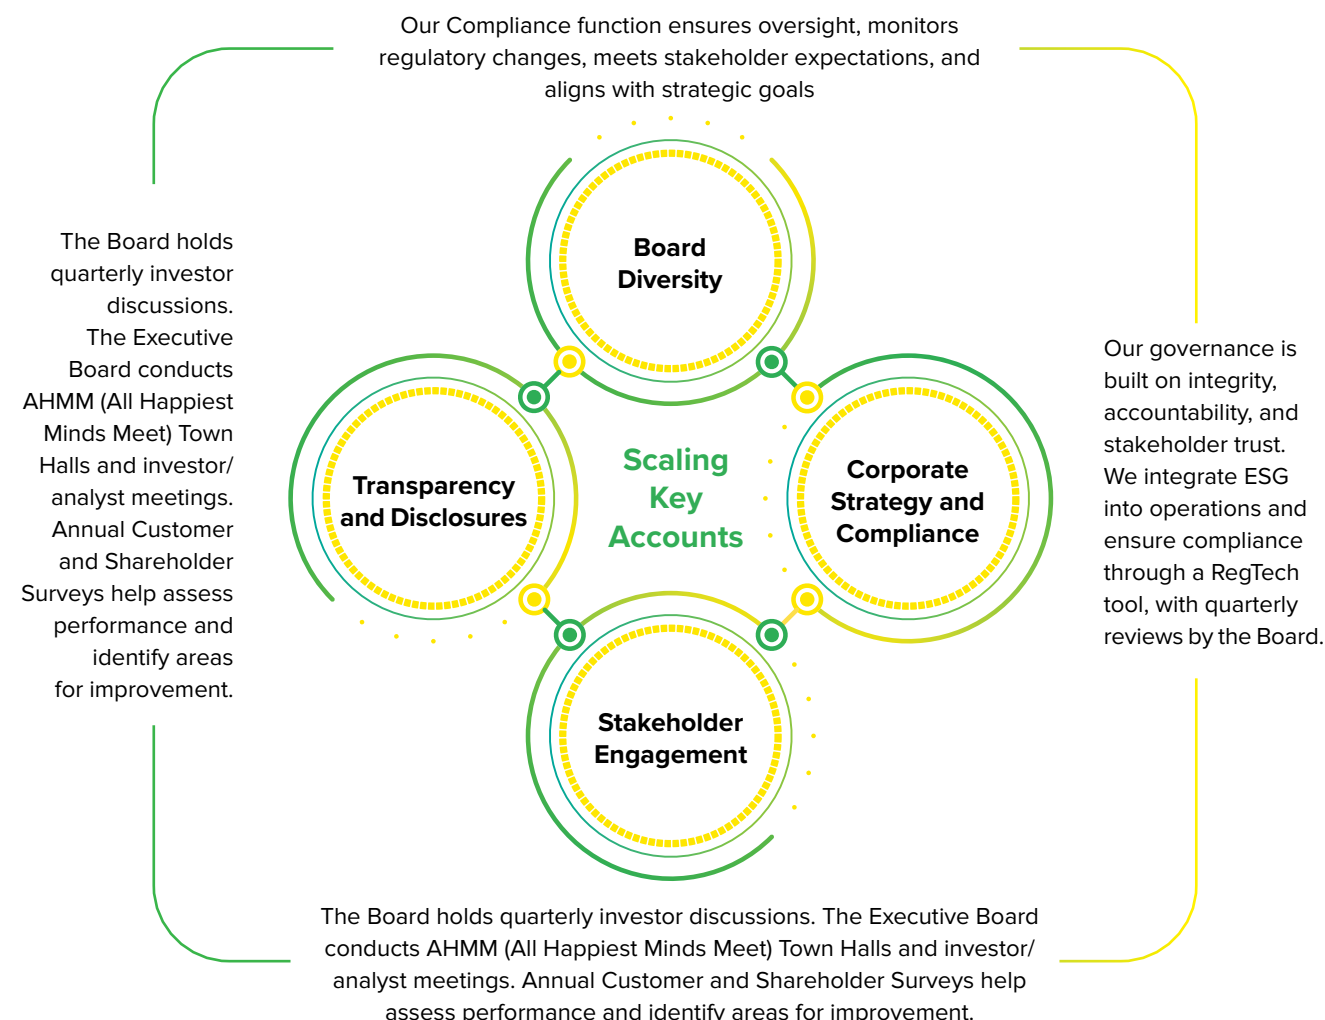 Our Compliance function ensures oversight, monitors
regulatory changes, meets stakeholder expectations, and
aligns with strategic goals
Board
Diversity
The Board holds
quarterly investor
discussions.
The Executive
Board conducts
AHMM (All Happiest
Minds Meet) Town
Halls and investor/
analyst meetings.
Annual Customer
and Shareholder
Surveys help assess
performance and
identify areas
for improvement.
Transparency
and Disclosures
Scaling
Key
Accounts
Corporate
Strategy and
Compliance
Our governance is
built on integrity,
accountability, and
stakeholder trust.
We integrate ESG
into operations and
ensure compliance
through a RegTech
tool, with quarterly
reviews by the Board.
Stakeholder
Engagement
The Board holds quarterly investor discussions. The Executive Board
conducts AHMM (All Happiest Minds Meet) Town Halls and investor/
analyst meetings. Annual Customer and Shareholder Surveys help
assess performance and identify areas for improvement.